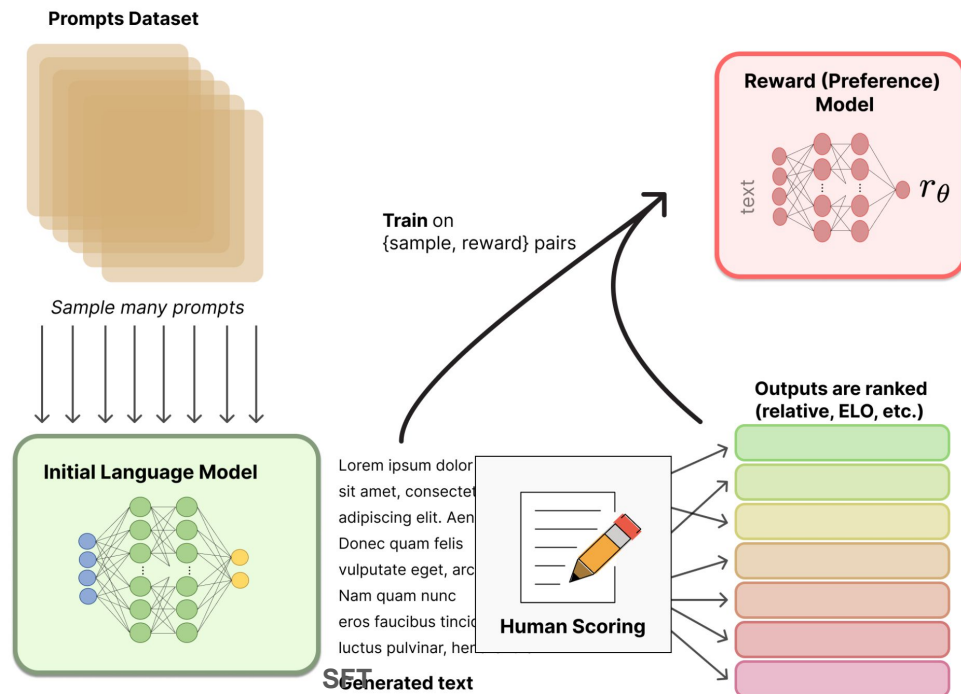 Prompts Dataset
Sample many prompts
Initial Language Model
Train on
{sample, reward} pairs
Reward (Preference)
Model
text
rθ
Outputs are ranked
(relative, ELO, etc.)
Lorem ipsum dolor
sit amet, consectet
adipiscing elit. Aen
Donec quam felis
vulputate eget, arc
Nam quam nunc
eros faucibus tincid
luctus pulvinar, her
Human Scoring
SFT
Generated text